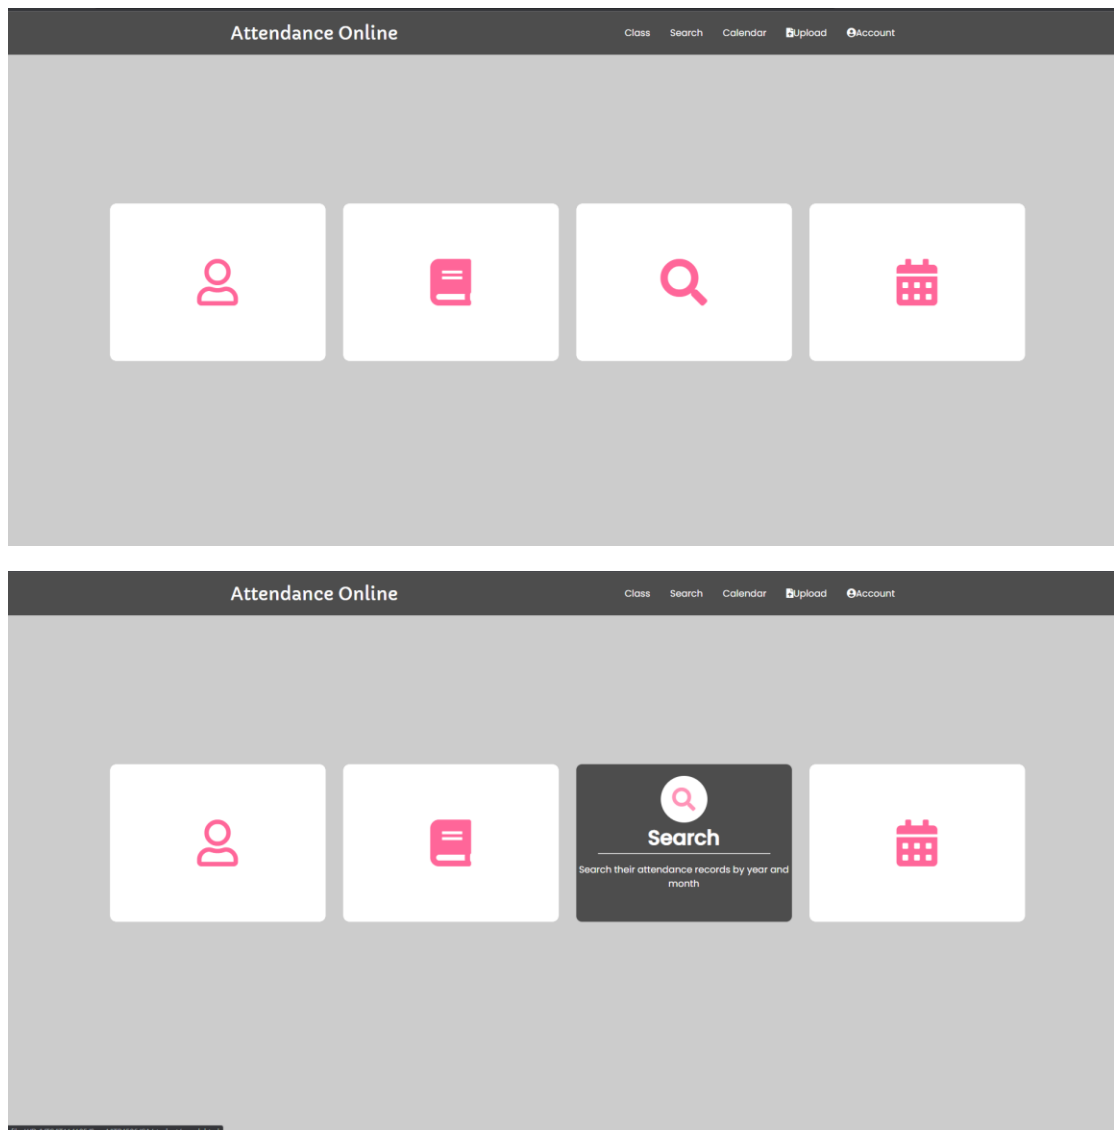 Attendance Online
Class Search Calendar Upload Account
Attendance Online
Class Search Calendar Upload Account
Search
Search their attendance records by year and
month